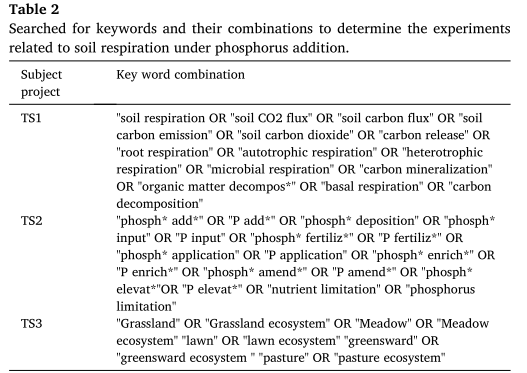 Table 2
Searched for keywords and their combinations to determine the experiments
related to soil respiration under phosphorus addition.
Subject project
Key word combination
TS1
"soil respiration OR "soil CO2 flux" OR "soil carbon flux" OR "soil
carbon emission" OR "soil carbon dioxide" OR "carbon release" OR
"root respiration" OR "autotrophic respiration" OR "heterotrophic
respiration" OR "microbial respiration" OR "carbon mineralization"
OR "organic matter decompos*" OR "basal respiration" OR "carbon
decomposition"
TS2
"phosph* add*" OR "P add*" OR "phosph* deposition" OR "phosph*
input" OR "P input" OR "phosph* fertiliz*" OR "P fertiliz*" OR
"phosph* application" OR "P application" OR "phosph* enrich*" OR
"P enrich*" OR "phosph* amend*" OR "P amend*" OR "phosph*
elevat*"OR "P elevat*" OR "nutrient limitation" OR "phosphorus
limitation"
TS3
"Grassland" OR "Grassland ecosystem" OR "Meadow" OR "Meadow
ecosystem" "lawn" OR "lawn ecosystem" "greensward" OR
"greensward ecosystem " "pasture" OR "pasture ecosystem"